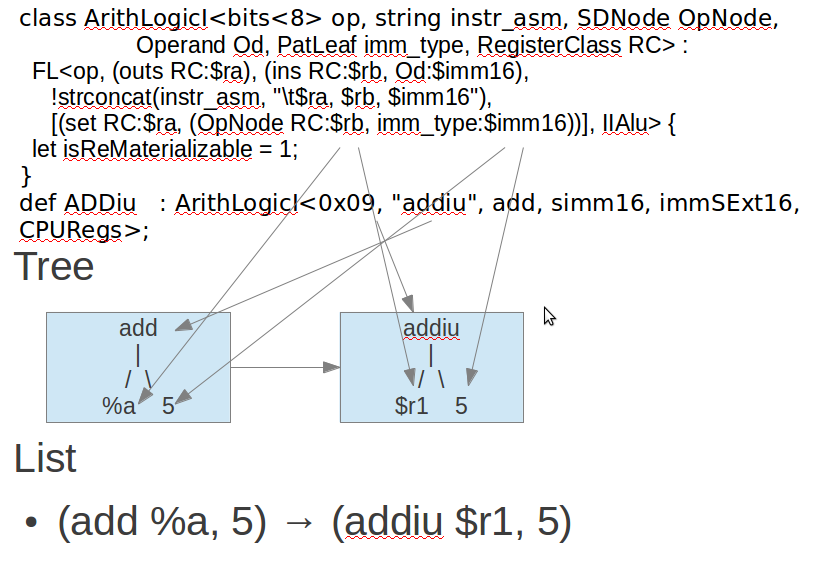 class ArithLogicI<bits<8> op, string instr_asm, SDNode OpNode,
Operand Od, PatLeaf imm_type, RegisterClass RC> :
FL<op, (outs RC:$ra), (ins RC:$rb, Od:$imm16),
!strconcat(instr_asm, "\t$ra, $rb, $imm16"),
[(set RC:$ra, (OpNode RC:$rb, imm_type:$imm16))], IIAlu> {
let isReMaterializable = 1;
}
def ADDiu : ArithLogicI<0x09, "addiu", add, simm16, immSExt16,
CPURegs>;
Tree
add
|
/ \
%a 5
addiu
|
/ \
$r1 5
List
• (add %a, 5) → (addiu $r1, 5)